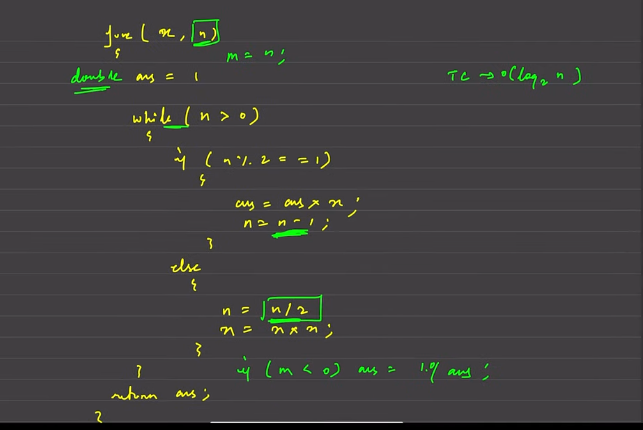 func ( x, n)
{
m = n;
double ans = 1
TC → O(log₂ n)
while ( n > 0)
{
if ( n % 2 = = 1)
{
ans = ans * x ;
n = n - 1 ;
}
else
{
n = n / 2
x = x * x ;
}
} if ( m < 0) ans = 1.0/ ans ;
return ans ;
}